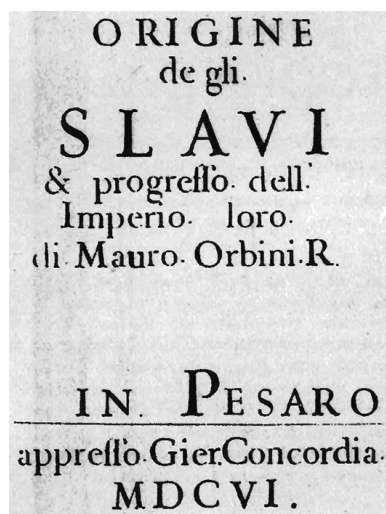 ORIGINE
de gli.
SLAVI
& progreſſo. dell'
Imperio. loro.
di. Mauro. Orbini. R.
IN. PESARO
appreſſo. Gier. Concordia.
MDCVI.